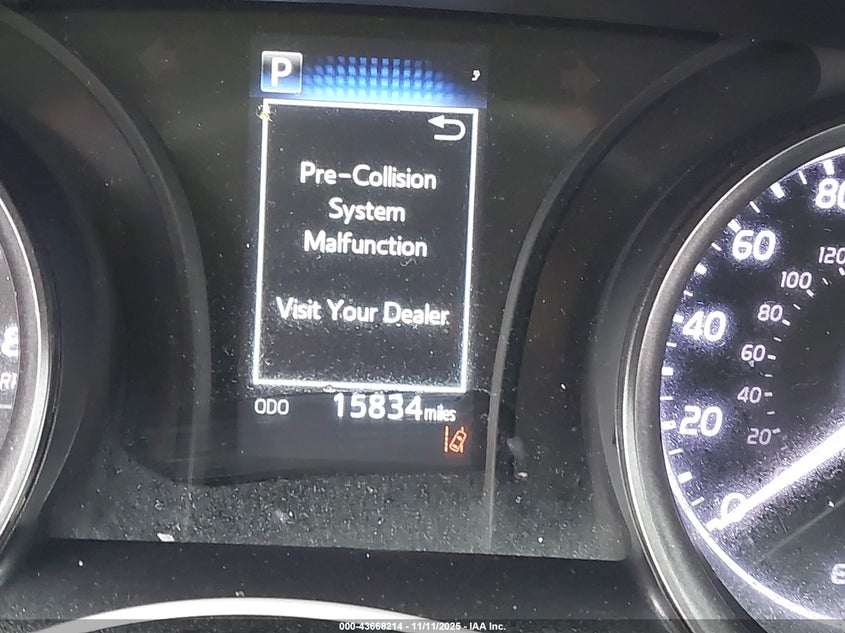 P
Pre-Collision
System
Malfunction
Visit Your Dealer
ODO 15834 miles
80
60
40
20
0
120
100
80
60
40
20
8
000-43668214 - 11/11/2025 - IAA Inc.